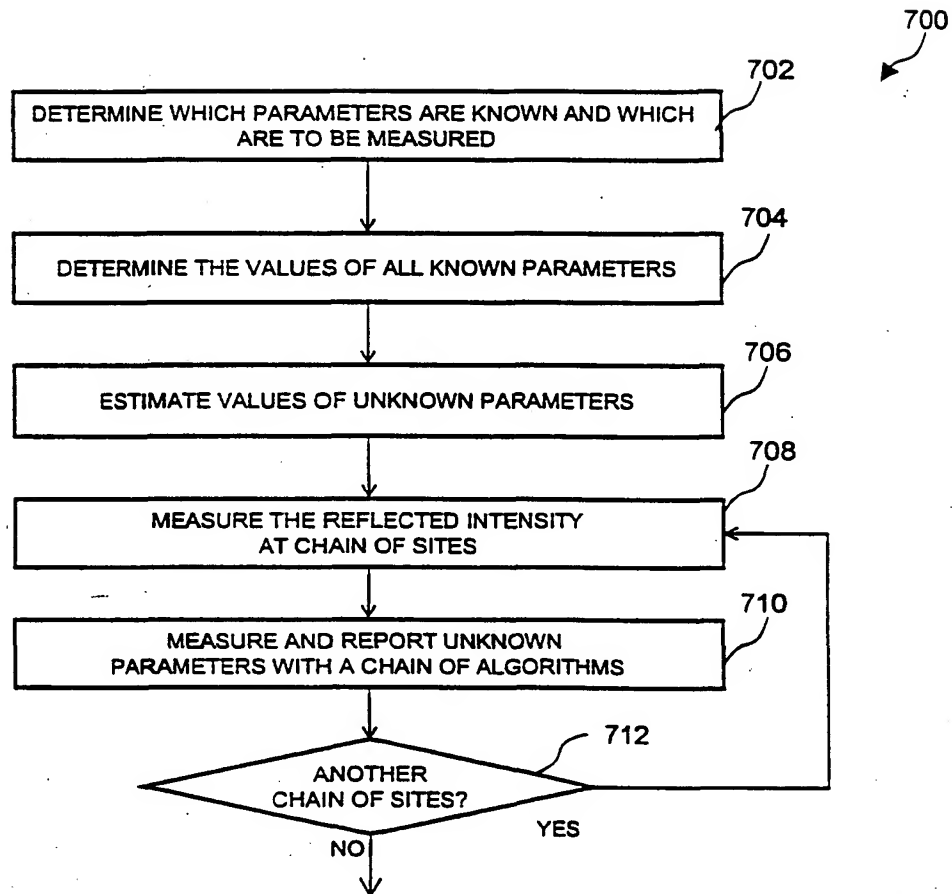 700
702
DETERMINE WHICH PARAMETERS ARE KNOWN AND WHICH
ARE TO BE MEASURED
704
DETERMINE THE VALUES OF ALL KNOWN PARAMETERS
706
ESTIMATE VALUES OF UNKNOWN PARAMETERS
708
MEASURE THE REFLECTED INTENSITY
AT CHAIN OF SITES
710
MEASURE AND REPORT UNKNOWN
PARAMETERS WITH A CHAIN OF ALGORITHMS
712
ANOTHER
CHAIN OF SITES?
YES
NO